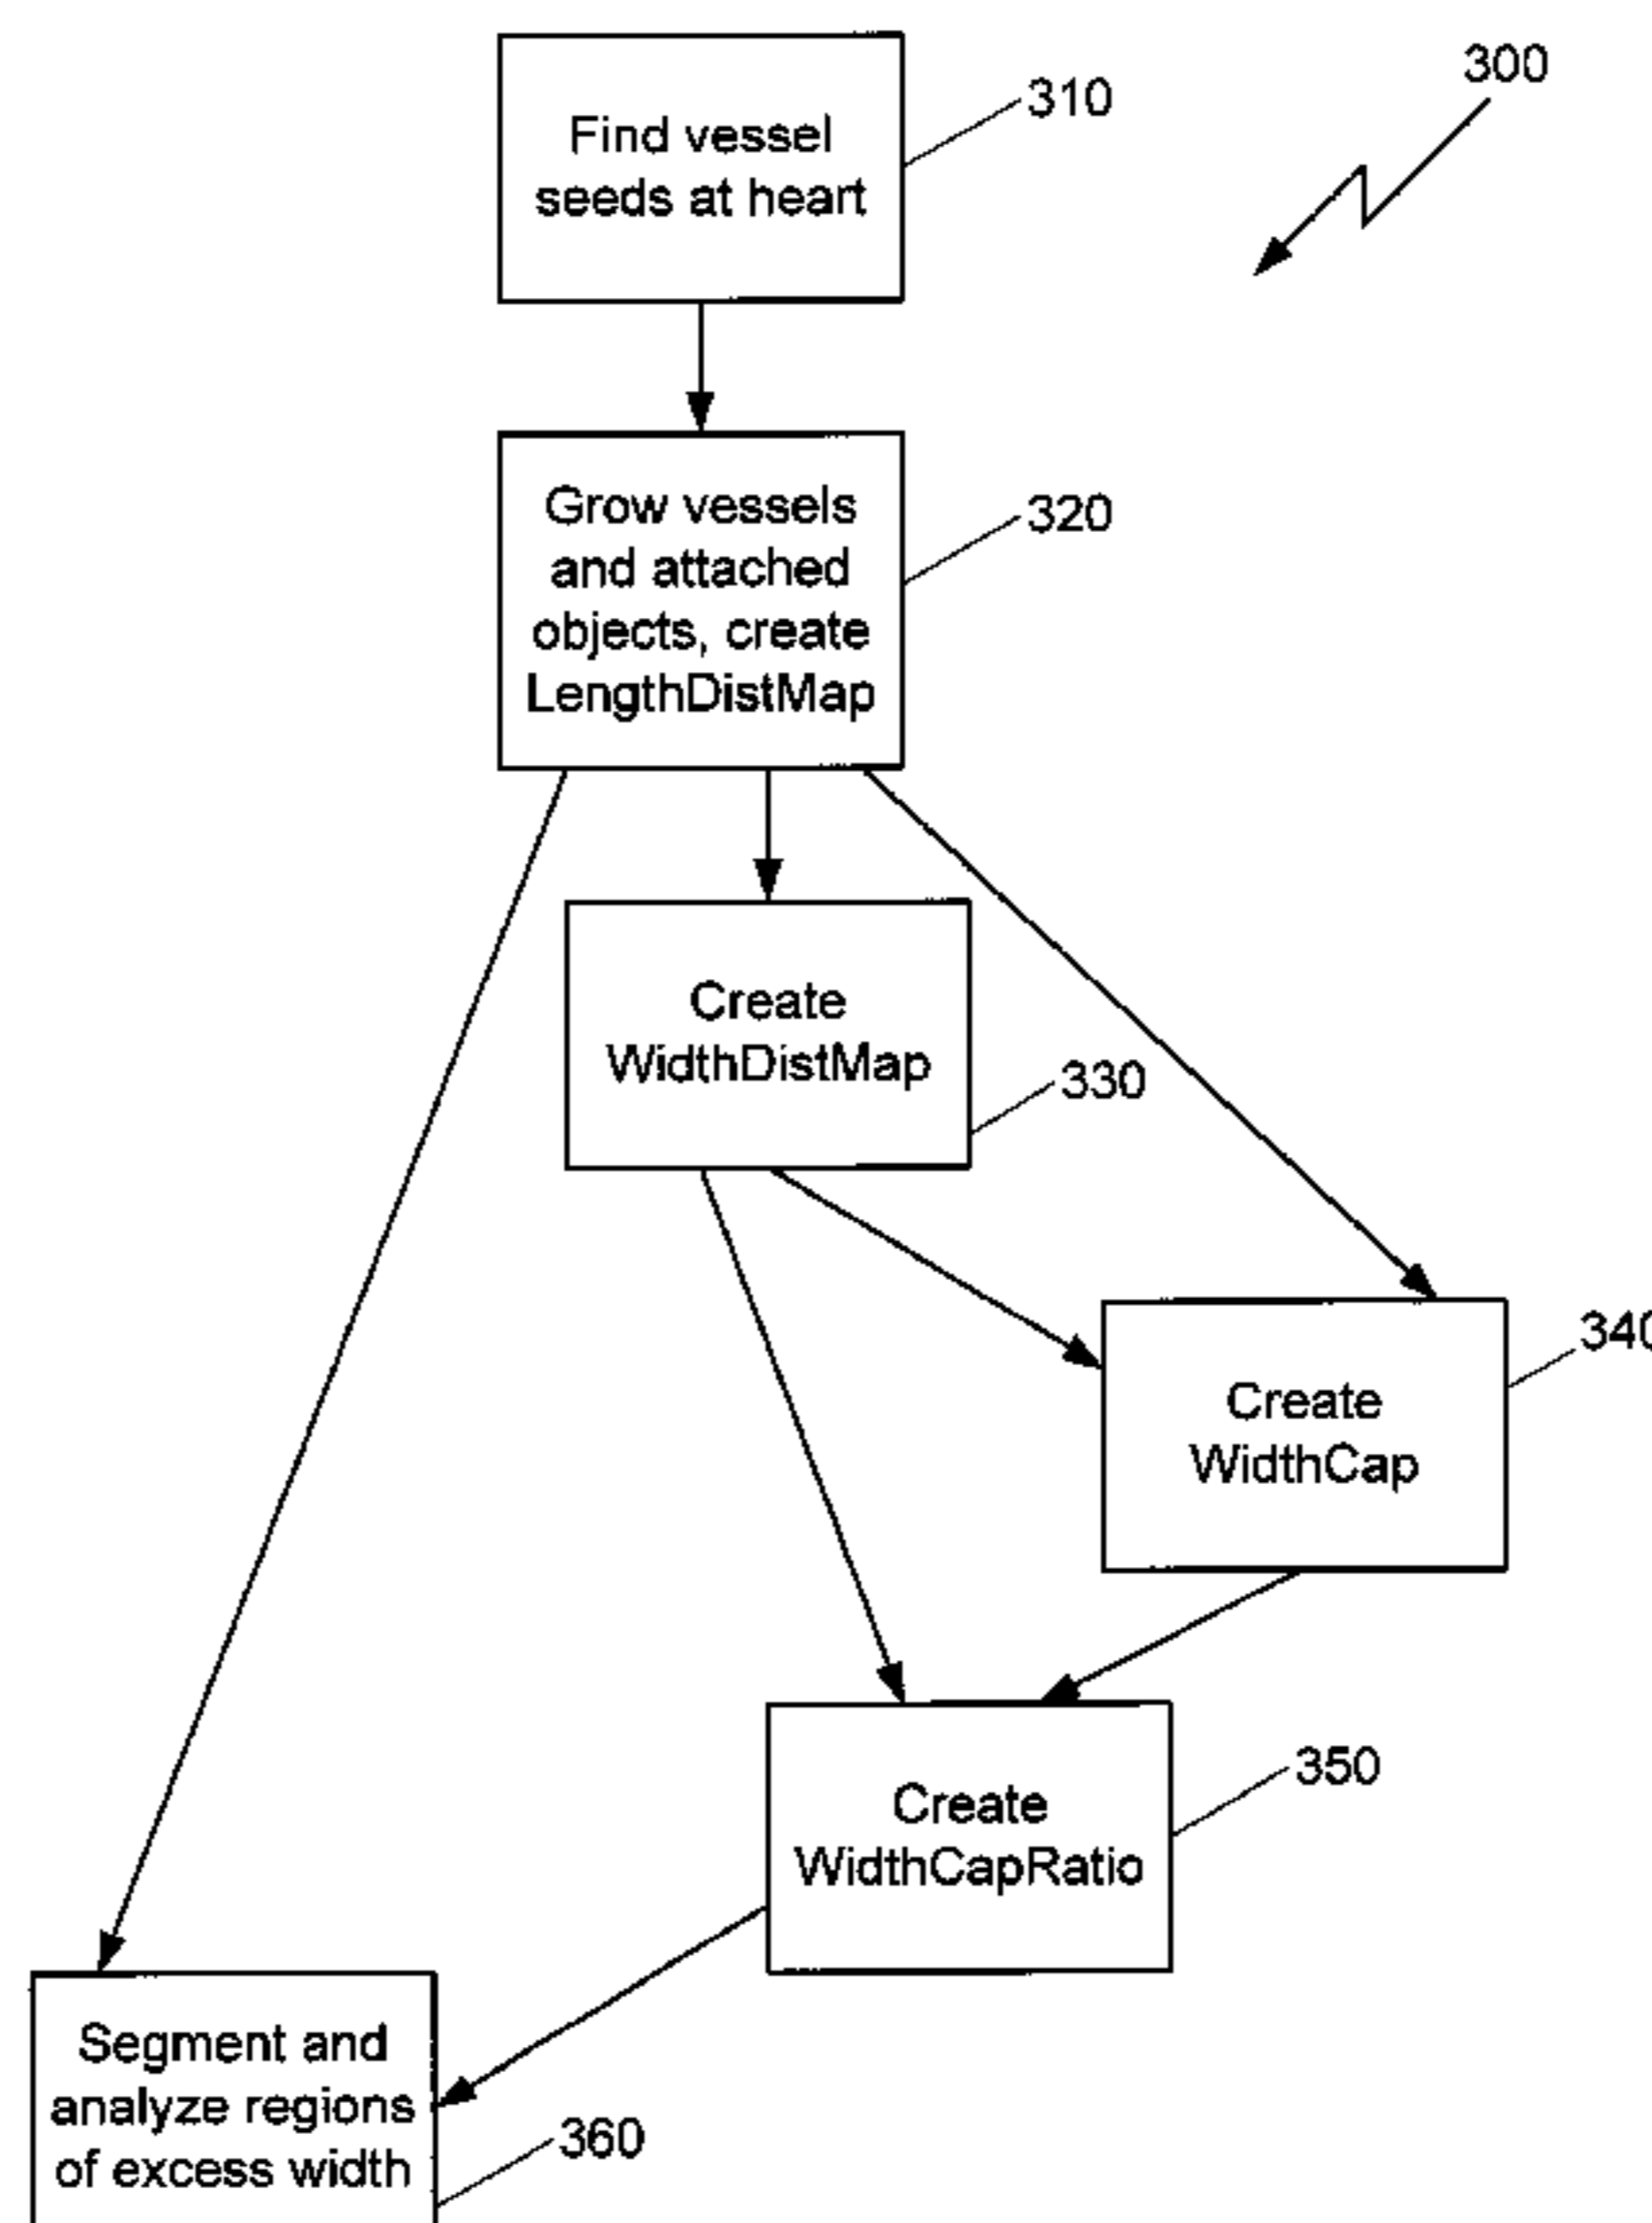 300
310
Find vessel
seeds at heart
320
Grow vessels
and attached
objects, create
LengthDistMap
Create
WidthDistMap
330
340
Create
WidthCap
350
Create
WidthCapRatio
Segment and
analyze regions
of excess width
360